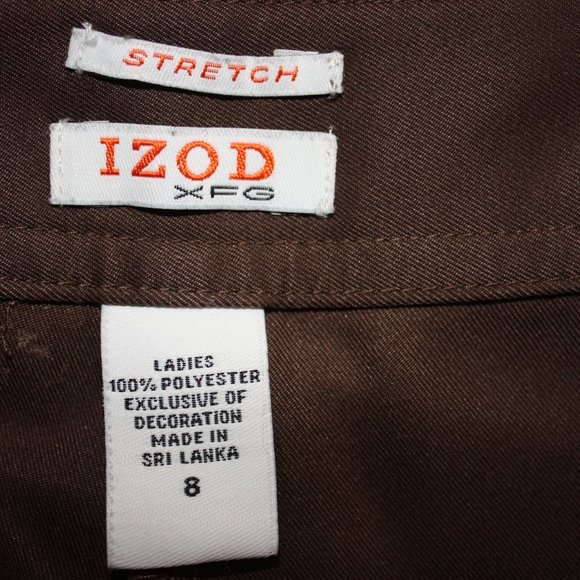 STRETCH
IZOD
XFG
LADIES
100% POLYESTER
EXCLUSIVE OF
DECORATION
MADE IN
SRI LANKA
8